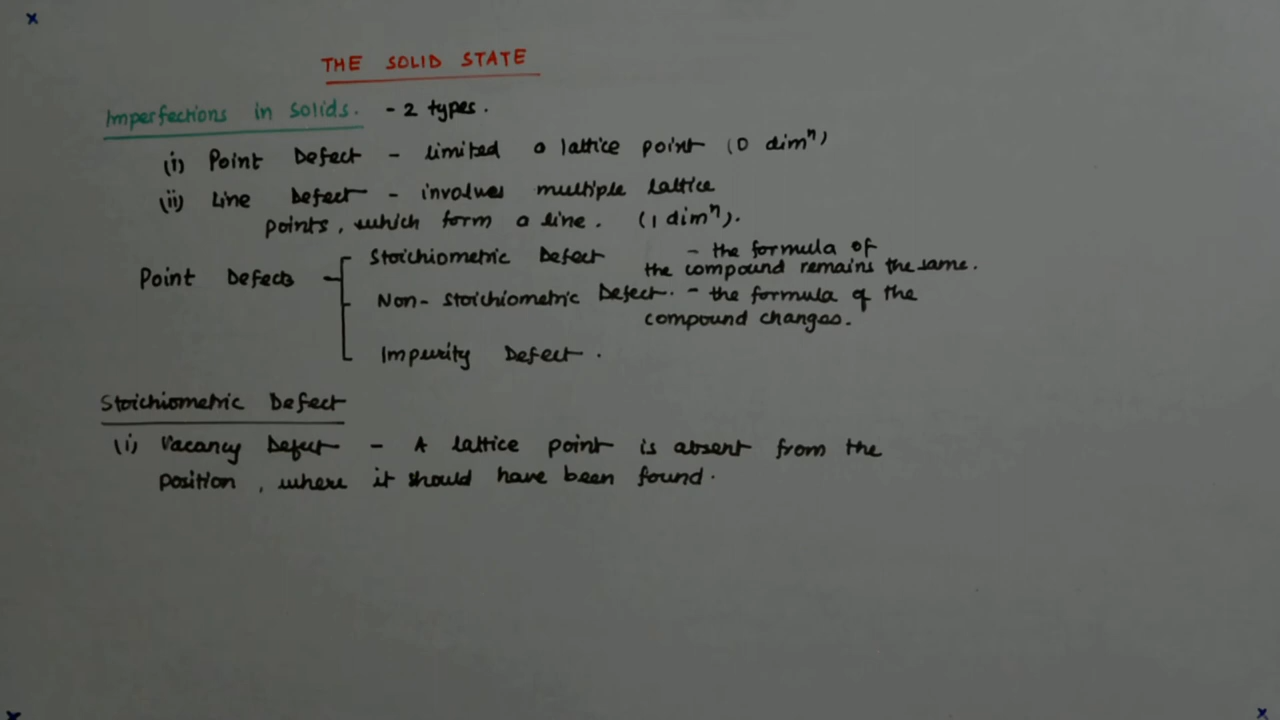 THE SOLID STATE
Imperfections in solids. - 2 types.
(i) Point Defect - limited a lattice point (0 dimⁿ)
(ii) Line Defect - involves multiple lattice
points, which form a line. (1 dimⁿ).
Point Defects
Stoichiometric Defect - the formula of
the compound remains the same.
Non-Stoichiometric Defect. - the formula of the
compound changes.
Impurity Defect.
Stoichiometric Defect
(i) Vacancy Defect - A lattice point is absent from the
position, where it should have been found.